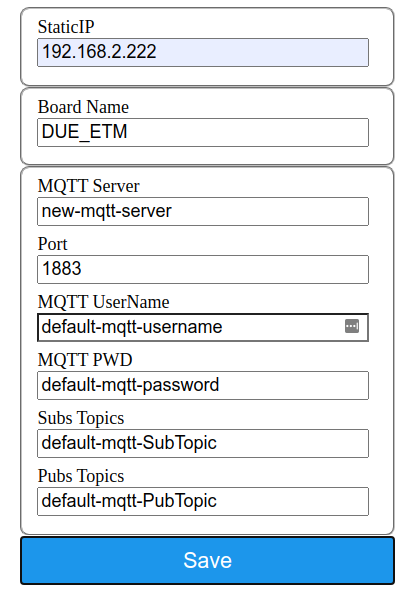 StaticIP
192.168.2.222
Board Name
DUE_ETM
MQTT Server
new-mqtt-server
Port
1883
MQTT UserName
default-mqtt-username
MQTT PWD
default-mqtt-password
Subs Topics
default-mqtt-SubTopic
Pubs Topics
default-mqtt-PubTopic
Save